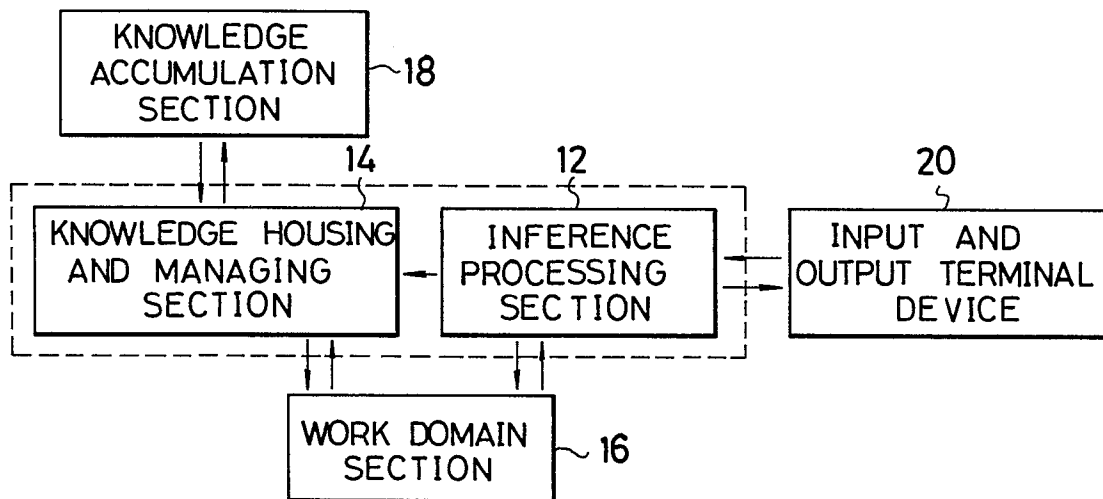 KNOWLEDGE
ACCUMULATION
SECTION
18
14
12
20
KNOWLEDGE HOUSING
AND MANAGING
SECTION
INFERENCE
PROCESSING
SECTION
INPUT AND
OUTPUT TERMINAL
DEVICE
WORK DOMAIN
SECTION
16